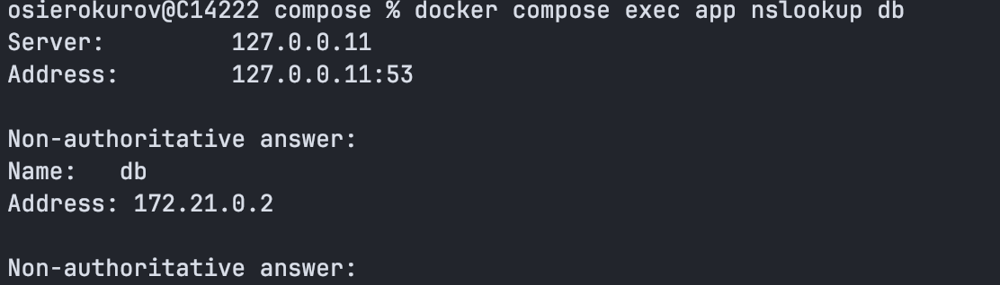 osierokurov@C14222 compose % docker compose exec app nslookup db
Server:		127.0.0.11
Address:	127.0.0.11:53

Non-authoritative answer:
Name:	db
Address: 172.21.0.2

Non-authoritative answer: